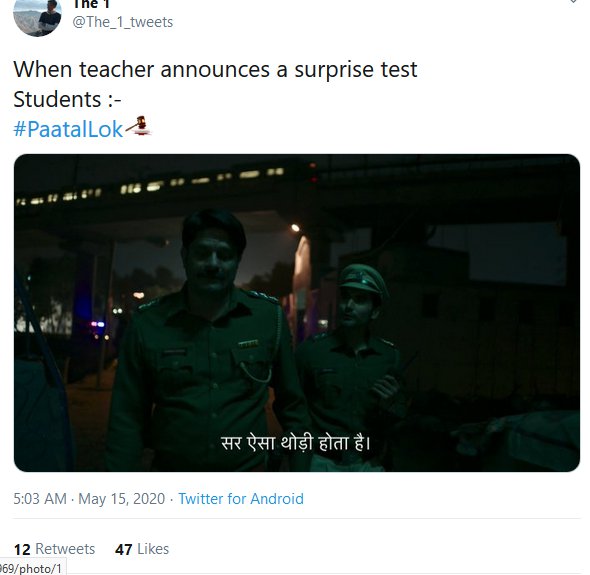 The 1
@The_1_tweets
When teacher announces a surprise test
Students :-
#PaatalLok
सर ऐसा थोड़ी होता है।
5:03 AM · May 15, 2020 · Twitter for Android
12 Retweets 47 Likes
969/photo/1